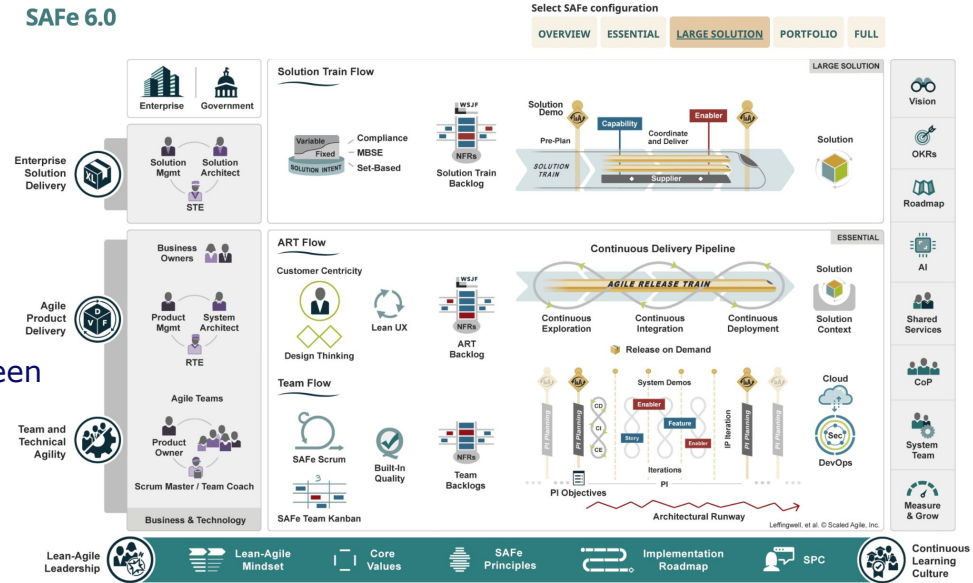 SAFe 6.0
Select SAFe configuration
OVERVIEW ESSENTIAL LARGE SOLUTION PORTFOLIO FULL
LARGE SOLUTION
Enterprise Government
Enterprise
Solution
Delivery
XL
Solution
Mgmt
Solution
Architect
STE
Solution Train Flow
Variable
Fixed
SOLUTION INTENT
Compliance
MBSE
Set-Based
WSJF
NFRs
Solution Train
Backlog
Solution
Demo
Pre-Plan
Capability
Coordinate
and Deliver
Enabler
I&A
I&A
SOLUTION
TRAIN
Supplier
Solution
ESSENTIAL
Agile
Product
Delivery
D
V F
Business
Owners
Product
Mgmt
System
Architect
RTE
ART Flow
Customer Centricity
Design Thinking
Lean UX
WSJF
NFRs
ART
Backlog
Continuous Delivery Pipeline
AGILE RELEASE TRAIN
Continuous
Exploration
Continuous
Integration
Continuous
Deployment
Release on Demand
Solution
Solution
Context
een
Team and
Technical
Agility
Agile Teams
Product
Owner
Scrum Master / Team Coach
Business & Technology
Team Flow
SAFe Scrum
3
SAFe Team Kanban
Built-In
Quality
NFRs
Team
Backlogs
I&A
I&A
System Demos
I&A
I&A
PI Planning
PI Planning
CD
CI
CE
Enabler
Feature
Story
Enabler
IP Iteration
PI Planning
PI Planning
Iterations
PI
PI Objectives
Architectural Runway
Cloud
Sec
DevOps
Leffingwell, et al. © Scaled Agile, Inc.
Vision
OKRs
Roadmap
AI
Shared
Services
CoP
System
Team
Measure
& Grow
Lean-Agile
Leadership
Lean-Agile
Mindset
Core
Values
SAFe
Principles
Implementation
Roadmap
SPC
Continuous
Learning
Culture